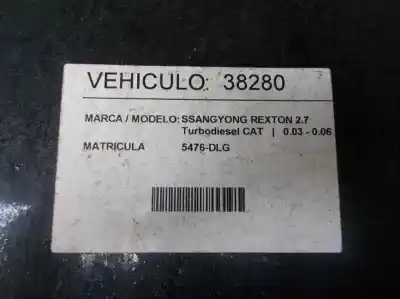 VEHICULO: 38280
MARCA / MODELO: SSANGYONG REXTON 2.7
Turbodiesel CAT | 0.03 - 0.06
MATRICULA 5476-DLG